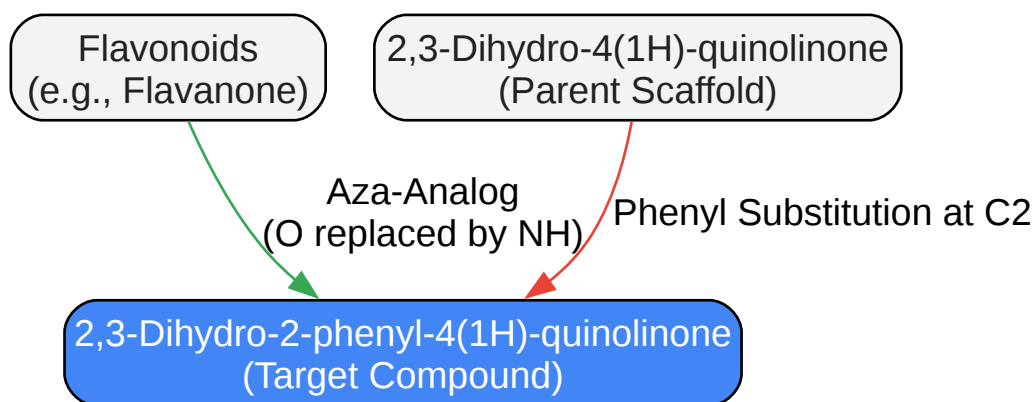 Flavonoids
(e.g., Flavanone)
2,3-Dihydro-4(1H)-quinolinone
(Parent Scaffold)
Aza-Analog
(O replaced by NH)
Phenyl Substitution at C2
2,3-Dihydro-2-phenyl-4(1H)-quinolinone
(Target Compound)